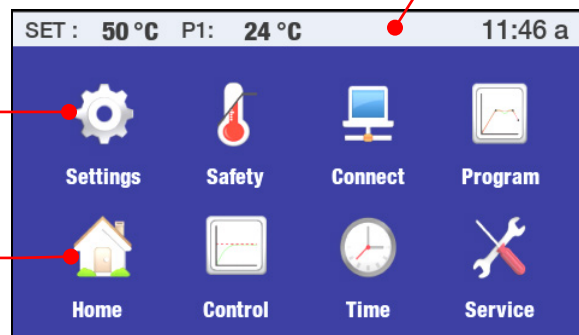 SET : 50 °C P1: 24 °C 11:46 a
Settings Safety Connect Program
Home Control Time Service